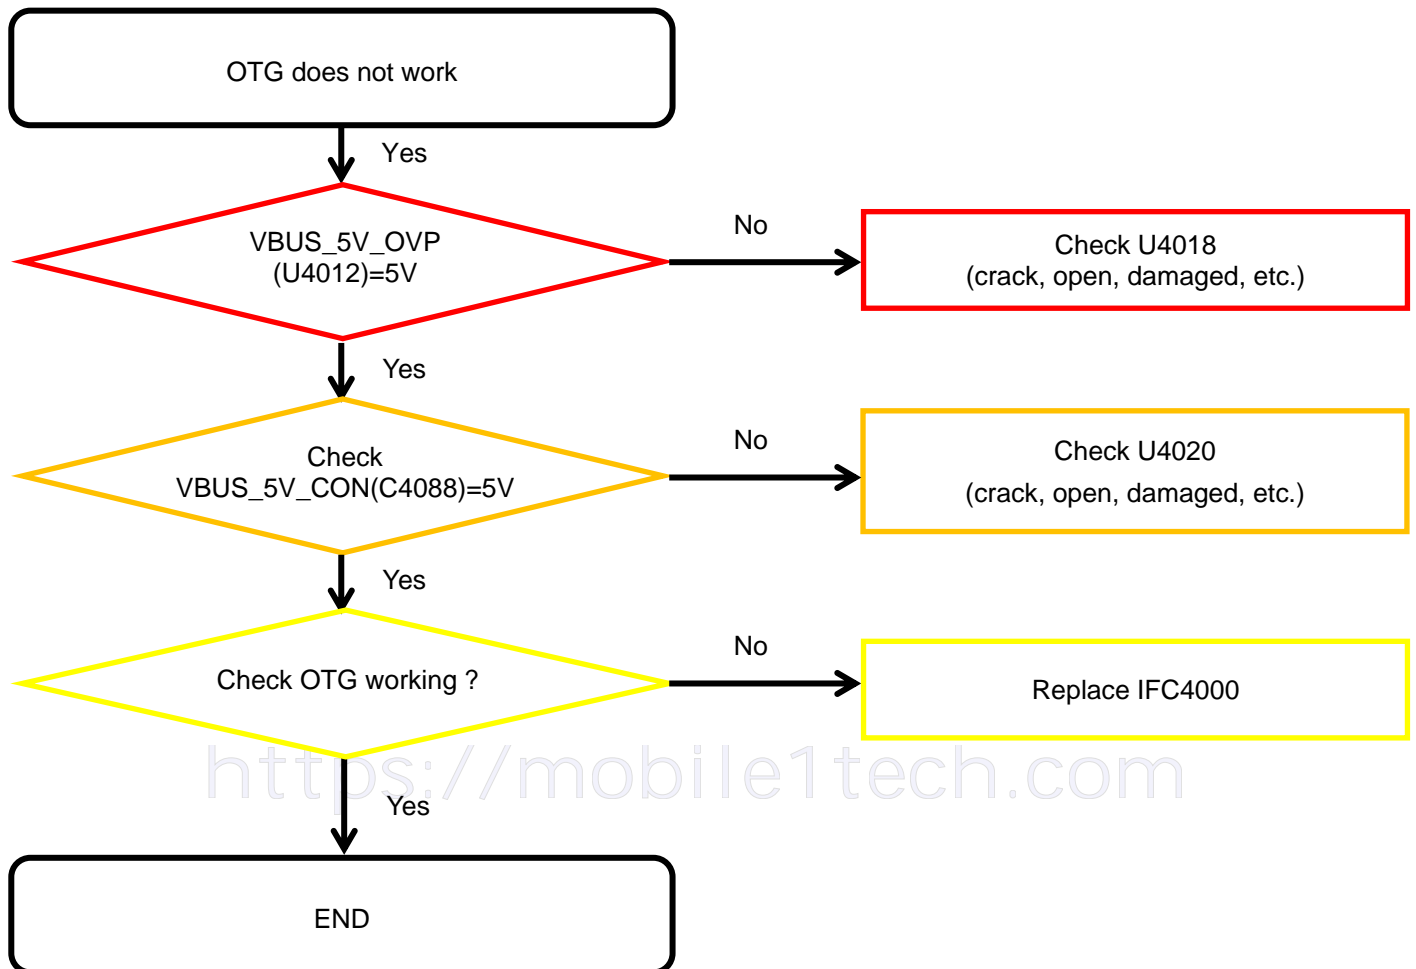 OTG does not work
Yes
VBUS_5V_OVP
(U4012)=5V
No
Check U4018
(crack, open, damaged, etc.)
Yes
Check
VBUS_5V_CON(C4088)=5V
No
Check U4020
(crack, open, damaged, etc.)
Yes
Check OTG working ?
No
Replace IFC4000
https://mobile1tech.com
Yes
END